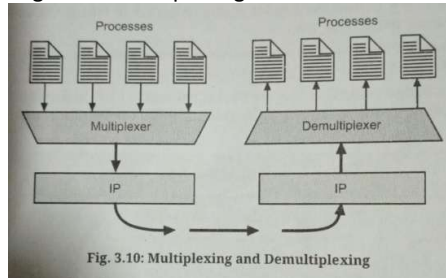 Processes
Processes
Multiplexer
Demultiplexer
IP
IP
Fig. 3.10: Multiplexing and Demultiplexing